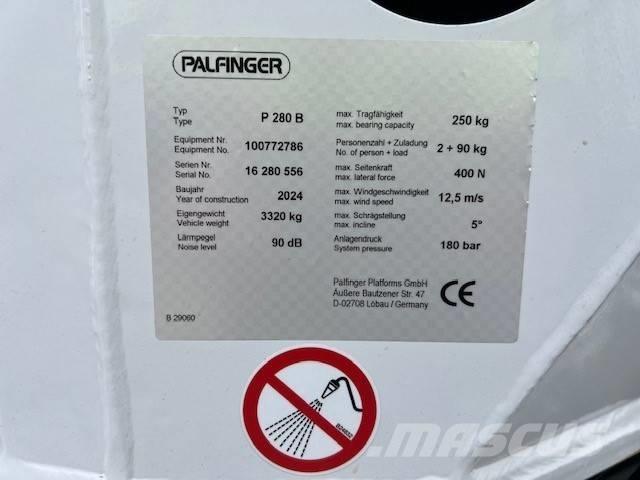 PALFINGER
Typ
Type
P 280 B
Equipment Nr.
Equipment No.
100772786
Serien Nr.
Serial No.
16 280 556
Baujahr
Year of construction
2024
Eigengewicht
Vehicle weight
3320 kg
Lärmpegel
Noise level
90 dB
max. Tragfähigkeit
max. bearing capacity
250 kg
Personenzahl + Zuladung
No. of person + load
2 + 90 kg
max. Seitenkraft
max. lateral force
400 N
max. Windgeschwindigkeit
max. wind speed
12,5 m/s
max. Schrägstellung
max. incline
5°
Anlagendruck
System pressure
180 bar
Palfinger Platforms GmbH
Äußere Bautzener Str. 47
D-02708 Löbau / Germany
CE
B 29060
MASCUS